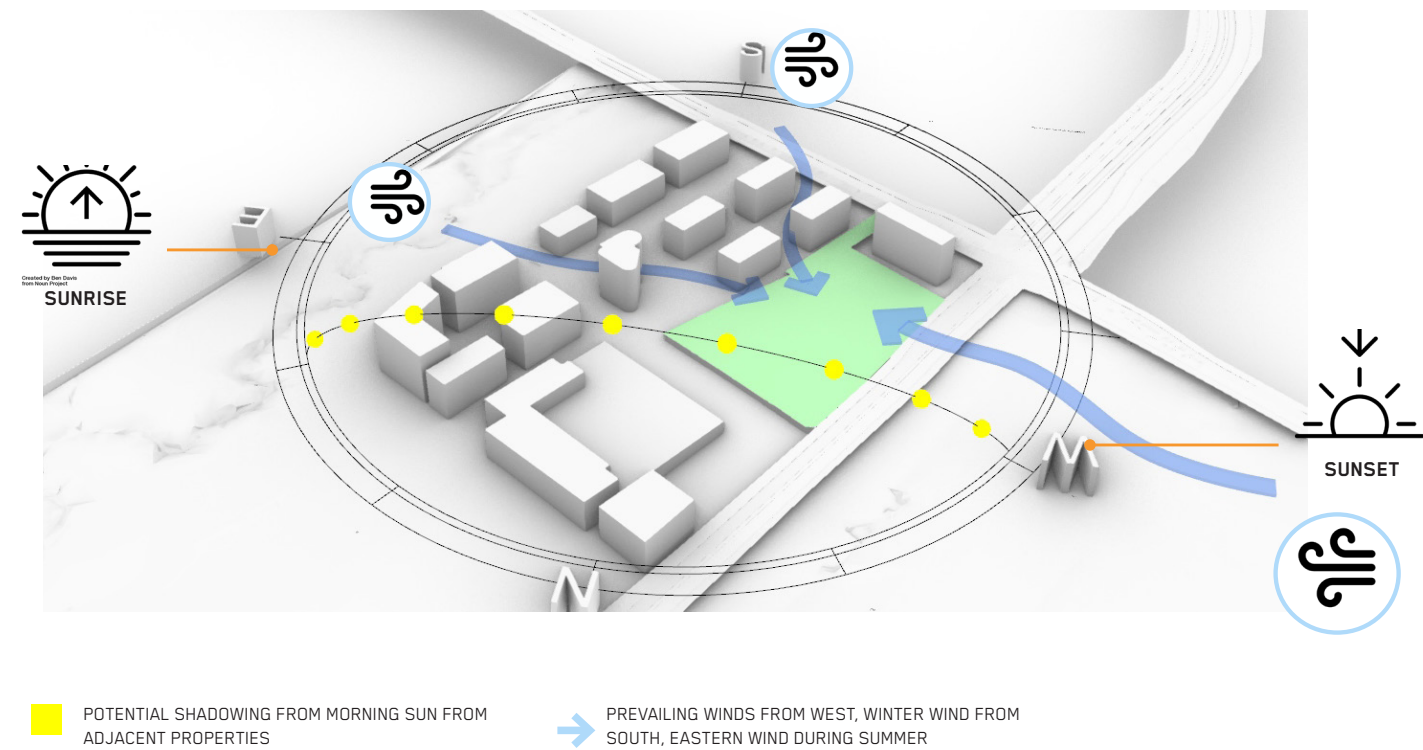 S
E
Created by Ben Davis
from Noun Project
SUNRISE
W
SUNSET
N
POTENTIAL SHADOWING FROM MORNING SUN FROM
ADJACENT PROPERTIES
PREVAILING WINDS FROM WEST, WINTER WIND FROM
SOUTH, EASTERN WIND DURING SUMMER